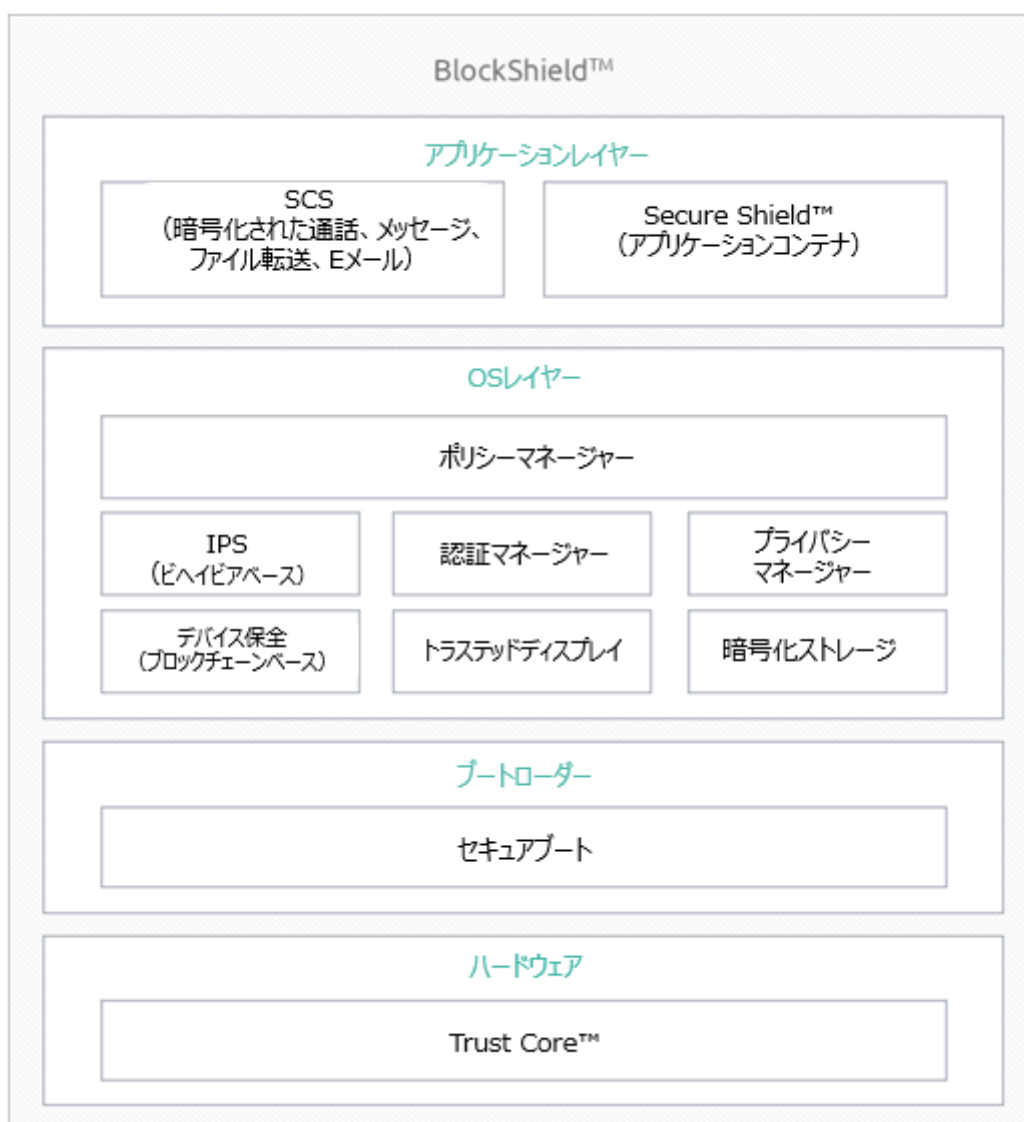 BlockShield™
アプリケーションレイヤー
SCS
（暗号化された通話、メッセージ、
ファイル転送、Eメール）
Secure Shield™
（アプリケーションコンテナ）
OSレイヤー
ポリシーマネージャー
IPS
（ビヘイビアベース）
認証マネージャー
プライバシー
マネージャー
デバイス保全
（ブロックチェーンベース）
トラステッドディスプレイ
暗号化ストレージ
ブートローダー
セキュアブート
ハードウェア
Trust Core™